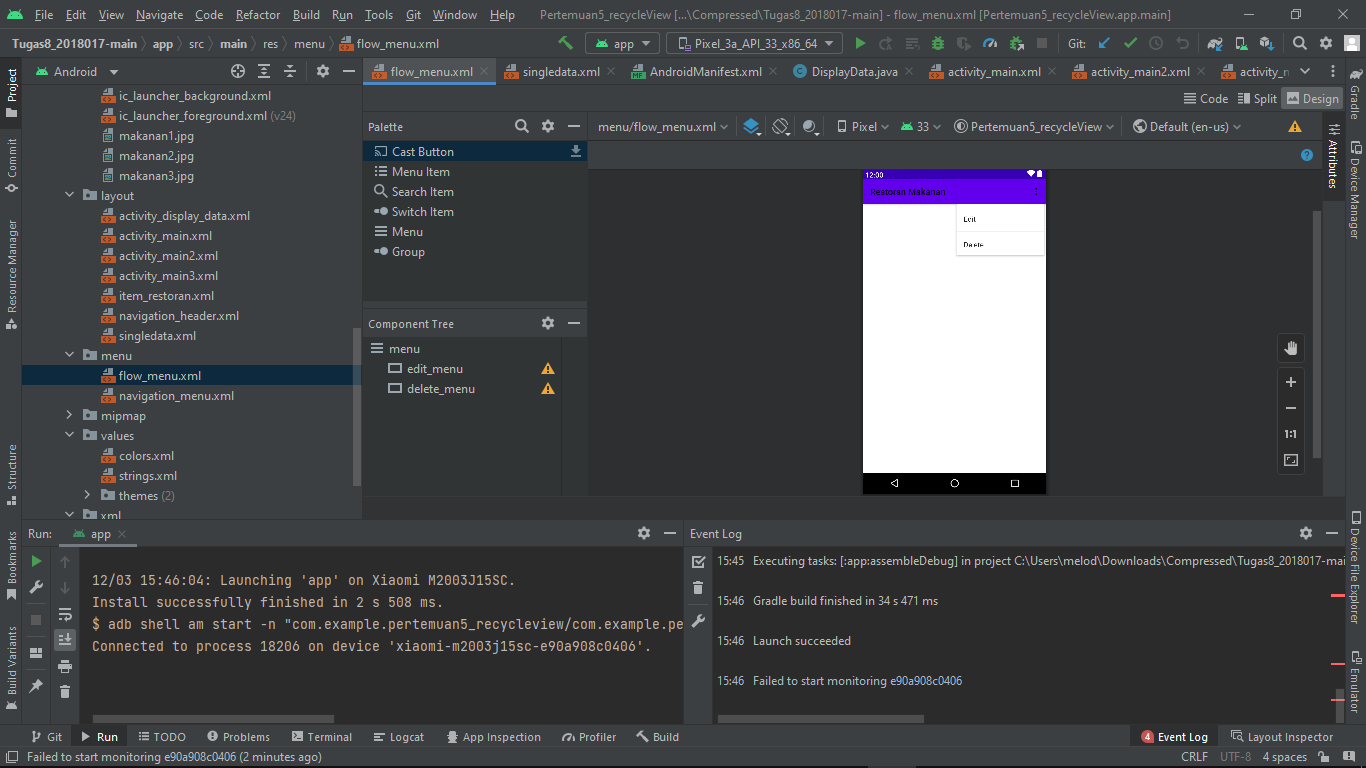 File Edit View Navigate Code Refactor Build Run Tools Git Window Help Pertemuan5_recycleView [...\Compressed\Tugas8_2018017-main] - flow_menu.xml [Pertemuan5_recycleView.app.main]
Tugas8_2018017-main app src main res menu flow_menu.xml app Pixel_3a_API_33_x86_64 Git:
Project
Commit
Resource Manager
Structure
Bookmarks
Build Variants
Android
ic_launcher_background.xml
ic_launcher_foreground.xml (v24)
makanan1.jpg
makanan2.jpg
makanan3.jpg
layout
activity_display_data.xml
activity_main.xml
activity_main2.xml
activity_main3.xml
item_restoran.xml
navigation_header.xml
singledata.xml
menu
flow_menu.xml
navigation_menu.xml
mipmap
values
colors.xml
strings.xml
themes (2)
xml
flow_menu.xml singledata.xml AndroidManifest.xml DisplayData.java activity_main.xml activity_main2.xml activity_n
Code Split Design
Palette
Cast Button
Menu Item
Search Item
Switch Item
Menu
Group
Component Tree
menu
edit_menu
delete_menu
menu/flow_menu.xml Pixel 33 Pertemuan5_recycleView Default (en-us)
12:00
Restoran Makanan
Edit
Delete
1:1
Gradle
Device Manager
Attributes
Device File Explorer
Emulator
Run: app
12/03 15:46:04: Launching 'app' on Xiaomi M2003J15SC.
Install successfully finished in 2 s 508 ms.
$ adb shell am start -n "com.example.pertemuan5_recycleview/com.example.pe
Connected to process 18206 on device 'xiaomi-m2003j15sc-e90a908c0406'.
Event Log
15:45 Executing tasks: [:app:assembleDebug] in project C:\Users\melod\Downloads\Compressed\Tugas8_2018017-mai
15:46 Gradle build finished in 34 s 471 ms
15:46 Launch succeeded
15:46 Failed to start monitoring e90a908c0406
Git Run TODO Problems Terminal Logcat App Inspection Profiler Build 4 Event Log Layout Inspector
Failed to start monitoring e90a908c0406 (2 minutes ago) CRLF UTF-8 4 spaces